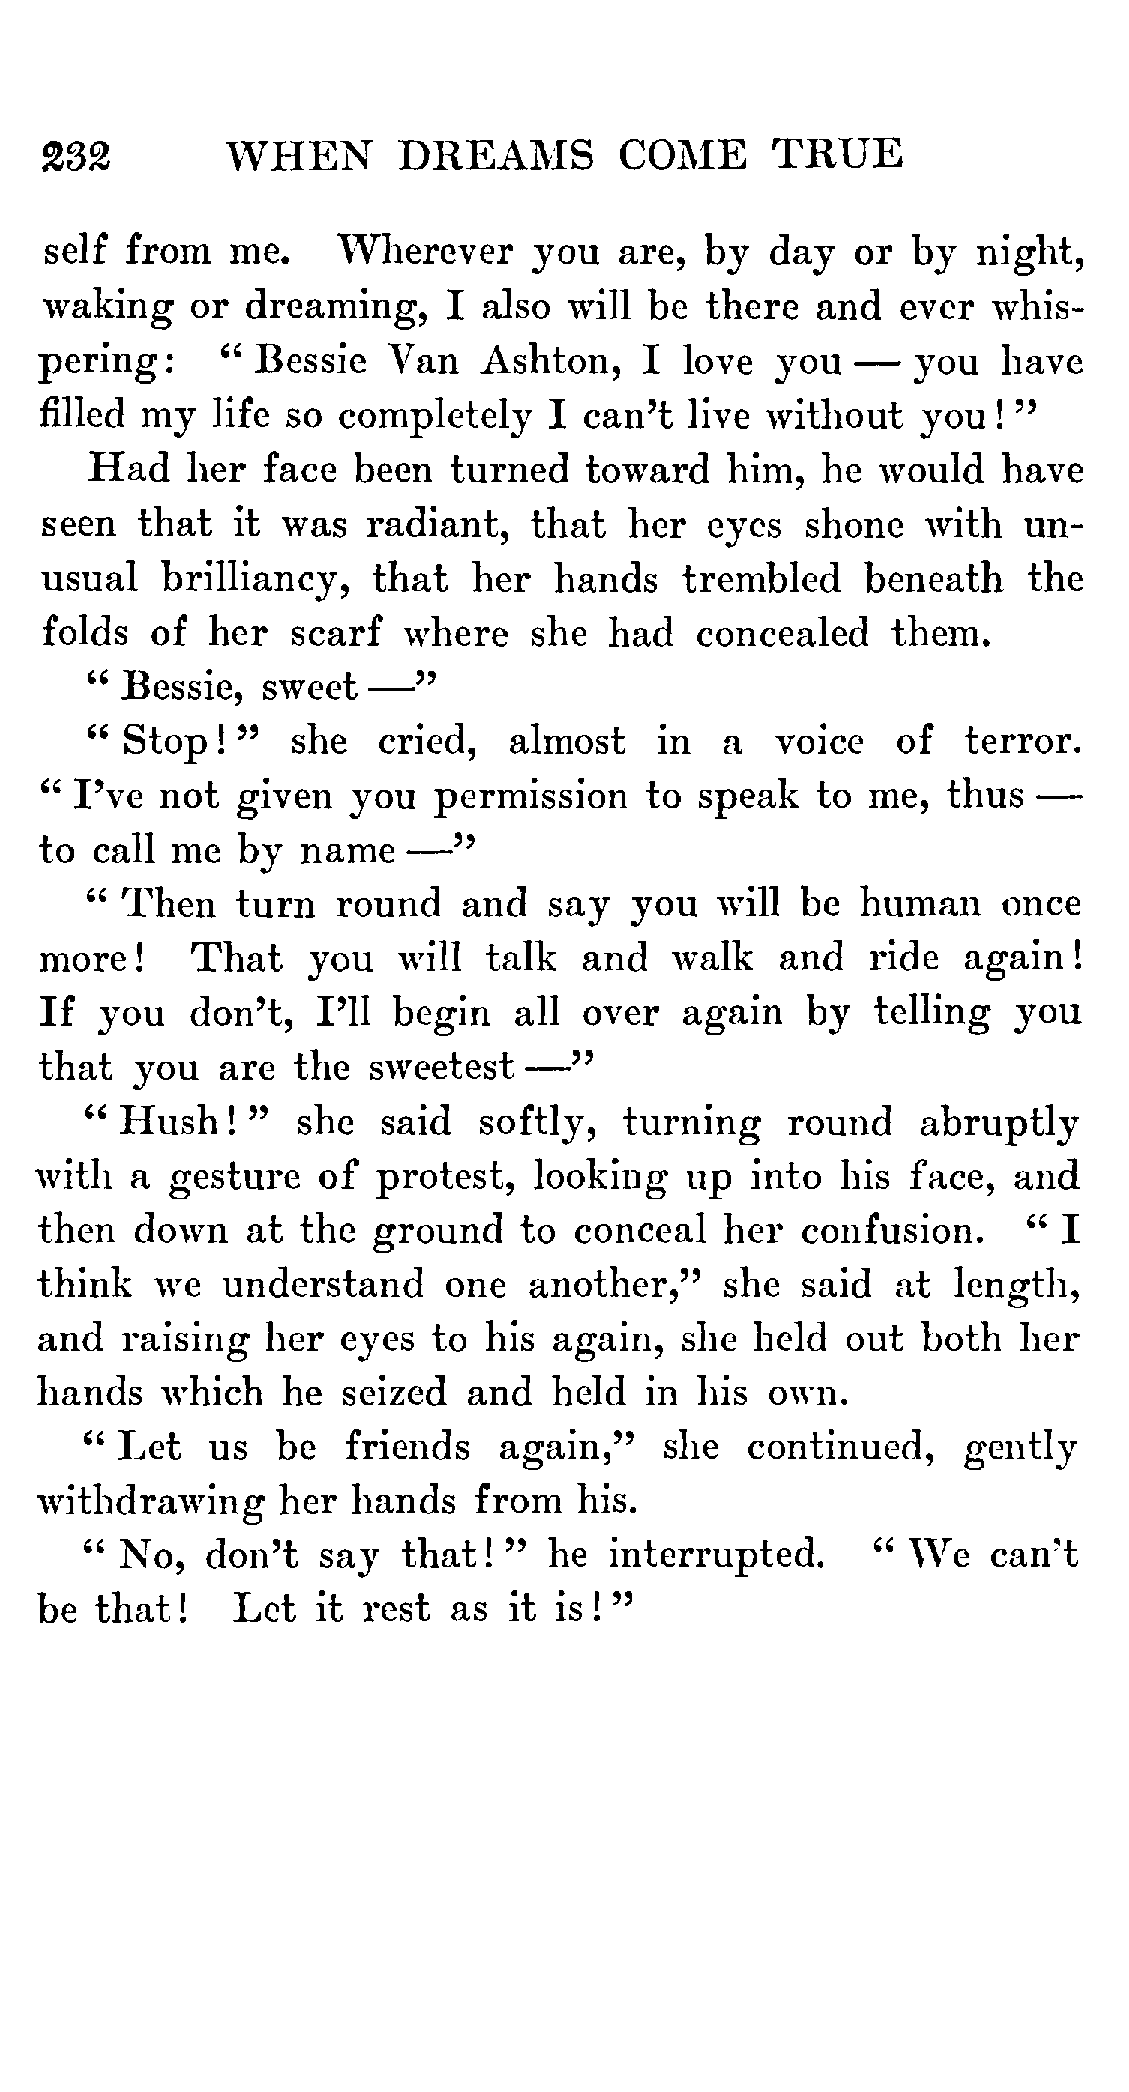 232 WHEN DREAMS COME TRUE
self from me. Wherever you are, by day or by night,
waking or dreaming, I also will be there and ever whis-
pering: “ Bessie Van Ashton, I love you — you have
filled my life so completely I can’t live without you! ”
Had her face been turned toward him, he would have
seen that it was radiant, that her eyes shone with un-
usual brilliancy, that her hands trembled beneath the
folds of her scarf where she had concealed them.
“ Bessie, sweet —”
“ Stop! ” she cried, almost in a voice of terror.
“ I’ve not given you permission to speak to me, thus —
to call me by name —”
“ Then turn round and say you will be human once
more! That you will talk and walk and ride again!
If you don’t, I’ll begin all over again by telling you
that you are the sweetest —”
“ Hush! ” she said softly, turning round abruptly
with a gesture of protest, looking up into his face, and
then down at the ground to conceal her confusion. “ I
think we understand one another,” she said at length,
and raising her eyes to his again, she held out both her
hands which he seized and held in his own.
“ Let us be friends again,” she continued, gently
withdrawing her hands from his.
“ No, don’t say that! ” he interrupted. “ We can’t
be that! Let it rest as it is! ”